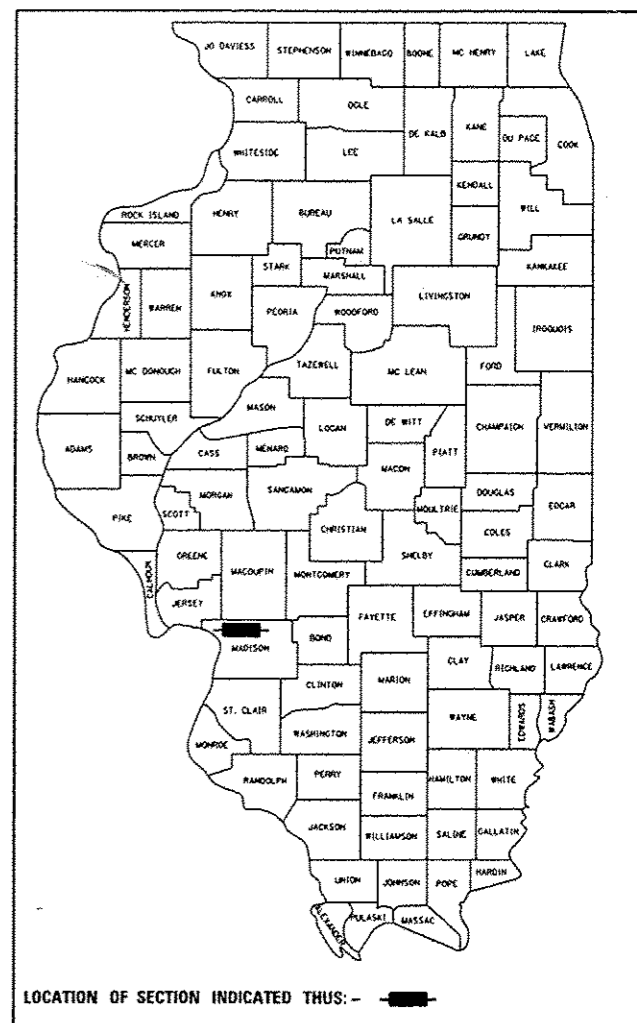 JO DAVIESS STEPHENSON WINNEBAGO BOONE MC HENRY LAKE
CARROLL OGLE DE KALB KANE DU PAGE COOK
WHITESIDE LEE KENDALL WILL
ROCK ISLAND HENRY BUREAU LA SALLE GRUNDY
MERCER STARK PUTNAM MARSHALL KANKAKEE
HENDERSON WARREN KNOX PEORIA WOODFORD LIVINGSTON IROQUOIS
HANCOCK MC DONOUGH FULTON TAZEWELL MC LEAN FORD
MASON
SCHUYLER LOGAN DE WITT CHAMPAIGN VERMILION
ADAMS BROWN CASS MENARD MACON PIATT
PIKE SCOTT MORGAN SANGAMON CHRISTIAN MOULTRIE DOUGLAS EDGAR
COLES
CALHOUN GREENE MACOUPIN MONTGOMERY SHELBY CUMBERLAND CLARK
JERSEY FAYETTE EFFINGHAM JASPER CRAWFORD
MADISON BOND
CLAY RICHLAND LAWRENCE
CLINTON MARION
ST. CLAIR WAYNE EDWARDS WABASH
MONROE WASHINGTON JEFFERSON
RANDOLPH PERRY HAMILTON WHITE
FRANKLIN
JACKSON WILLIAMSON SALINE GALLATIN
UNION JOHNSON POPE HARDIN
ALEXANDER PULASKI MASSAC
LOCATION OF SECTION INDICATED THUS: -